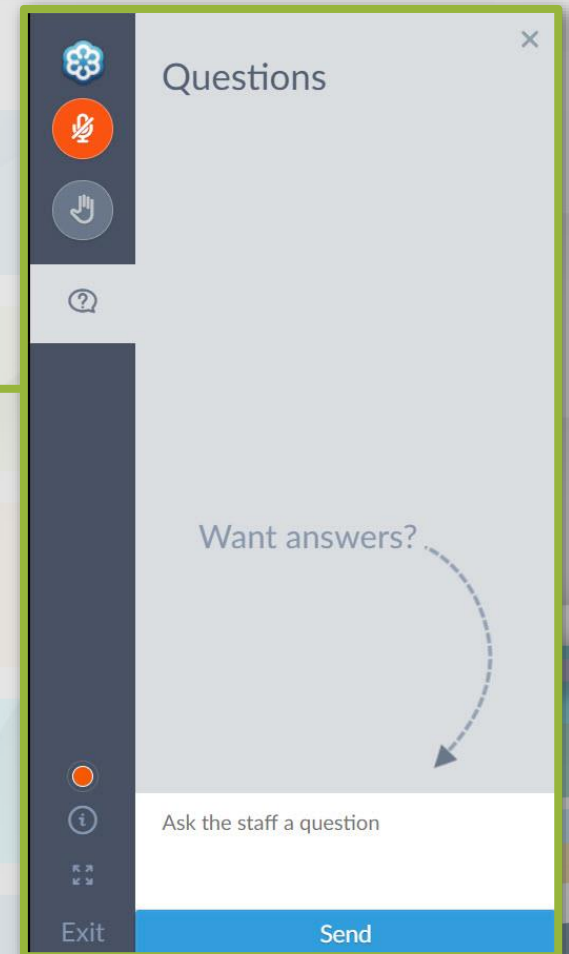 Questions
Want answers?
Ask the staff a question
Exit
Send